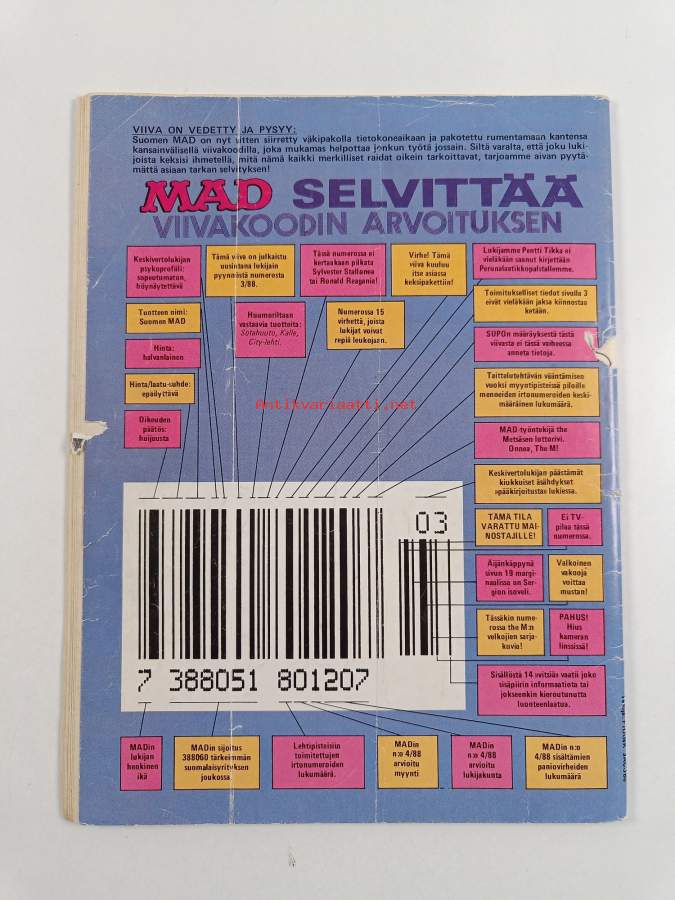 VIIVA ON VEDETTY JA PYSYY:
Suomen MAD on nyt sitten siirretty väkipakolla tietokoneaikaan ja pakotettu rumentamaan kantensa
kansainvälisellä viivakoodilla, joka mukamas helpottaa jonkun työtä jossain. Siltä varalta, että joku luki-
joista keksisi ihmetellä, mitä nämä kaikki merkilliset raidat oikein tarkoittavat, tarjoamme aivan pyytä-
mättä asiaan tarkan selvityksen!
MAD SELVITTÄÄ
VIIVAKOODIN ARVOITUKSEN
Keskivertolukijan
psykoprofiili:
sopeutumaton,
höynäytettävä
Tämä viiva on julkaistu
uusintana lukijain
pyynnöstä numerosta
3/88.
Tässä numerossa ei
kertaakaan pilkata
Sylvester Stallonea
tai Ronald Reagania!
Virhe! Tämä
viiva kuuluu
itse asiassa
keksipakettiin!
Lukijamme Pentti Tikka ei
vieläkään saanut kirjettään
Perunalaatikkopalstallemme.
Tuotteen nimi:
Suomen MAD
Huumoriltaan
vastaavia tuotteita:
Sotahuuto, Kalle,
City-lehti.
Numerossa 15
virhettä, joista
lukijat voivat
repiä leukojaan.
Toimitukselliset tiedot sivulla 3
eivät vieläkään jaksa kiinnostaa
ketään.
Hinta:
halvanlainen
SUPOn määräyksestä tästä
viivasta ei tässä vaiheessa
anneta tietoja.
Hinta/laatu-suhde:
epäilyttävä
Taittelutehtävän vääntämisen
vuoksi myyntipisteissä piloille
menneiden irtonumeroiden keski-
määräinen lukumäärä.
Oikeuden
päätös:
huijausta
MAD-työntekijä the
Metsäsen lottorivi.
Onnea, The M!
Antikvariaatti.net
Keskivertolukijan päästämät
kiukkuiset äsähdykset
»pääkirjoitusta» lukiessa.
TÄMÄ TILA
VARATTU MAI-
NOSTAJILLE!
Ei TV-
pilaa tässä
numerossa.
Äijänkäppynä
sivun 19 margi-
naalissa on Ser-
gion isoveli.
Valkoinen
vakooja
voittaa
mustan!
Tässäkin nume-
rossa the M:n
velkojien sarja-
kuvia!
PAHUS!
Hius
kameran
linssissä!
Sisällöstä 14 »vitsiä» vaatii joko
sisäpiirin informaatiota tai
jokseenkin kieroutunutta
luonteenlaatua.
03
7 388051 801207
MADin
lukijan
henkinen
ikä
MADin sijoitus
388060 tärkeimmän
suomalaisyrityksen
joukossa.
Lehtipisteisiin
toimitettujen
irtonumeroiden
lukumäärä.
MADin
n:o 4/88
arvioitu
myynti
MADin
n:o 4/88
arvioitu
lukijakunta
MADin n:o
4/88 sisältämien
painovirheiden
lukumäärä